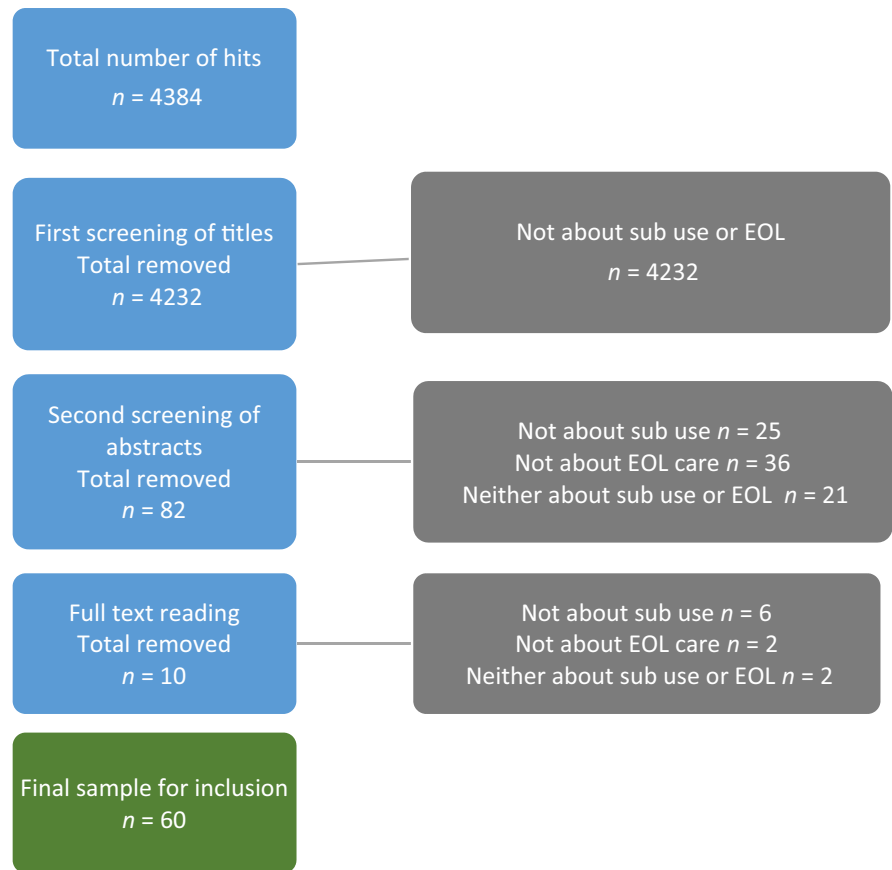 Total number of hits
n = 4384
First screening of titles
Total removed
n = 4232
Not about sub use or EOL
n = 4232
Second screening of
abstracts
Total removed
n = 82
Not about sub use n = 25
Not about EOL care n = 36
Neither about sub use or EOL n = 21
Full text reading
Total removed
n = 10
Not about sub use n = 6
Not about EOL care n = 2
Neither about sub use or EOL n = 2
Final sample for inclusion
n = 60